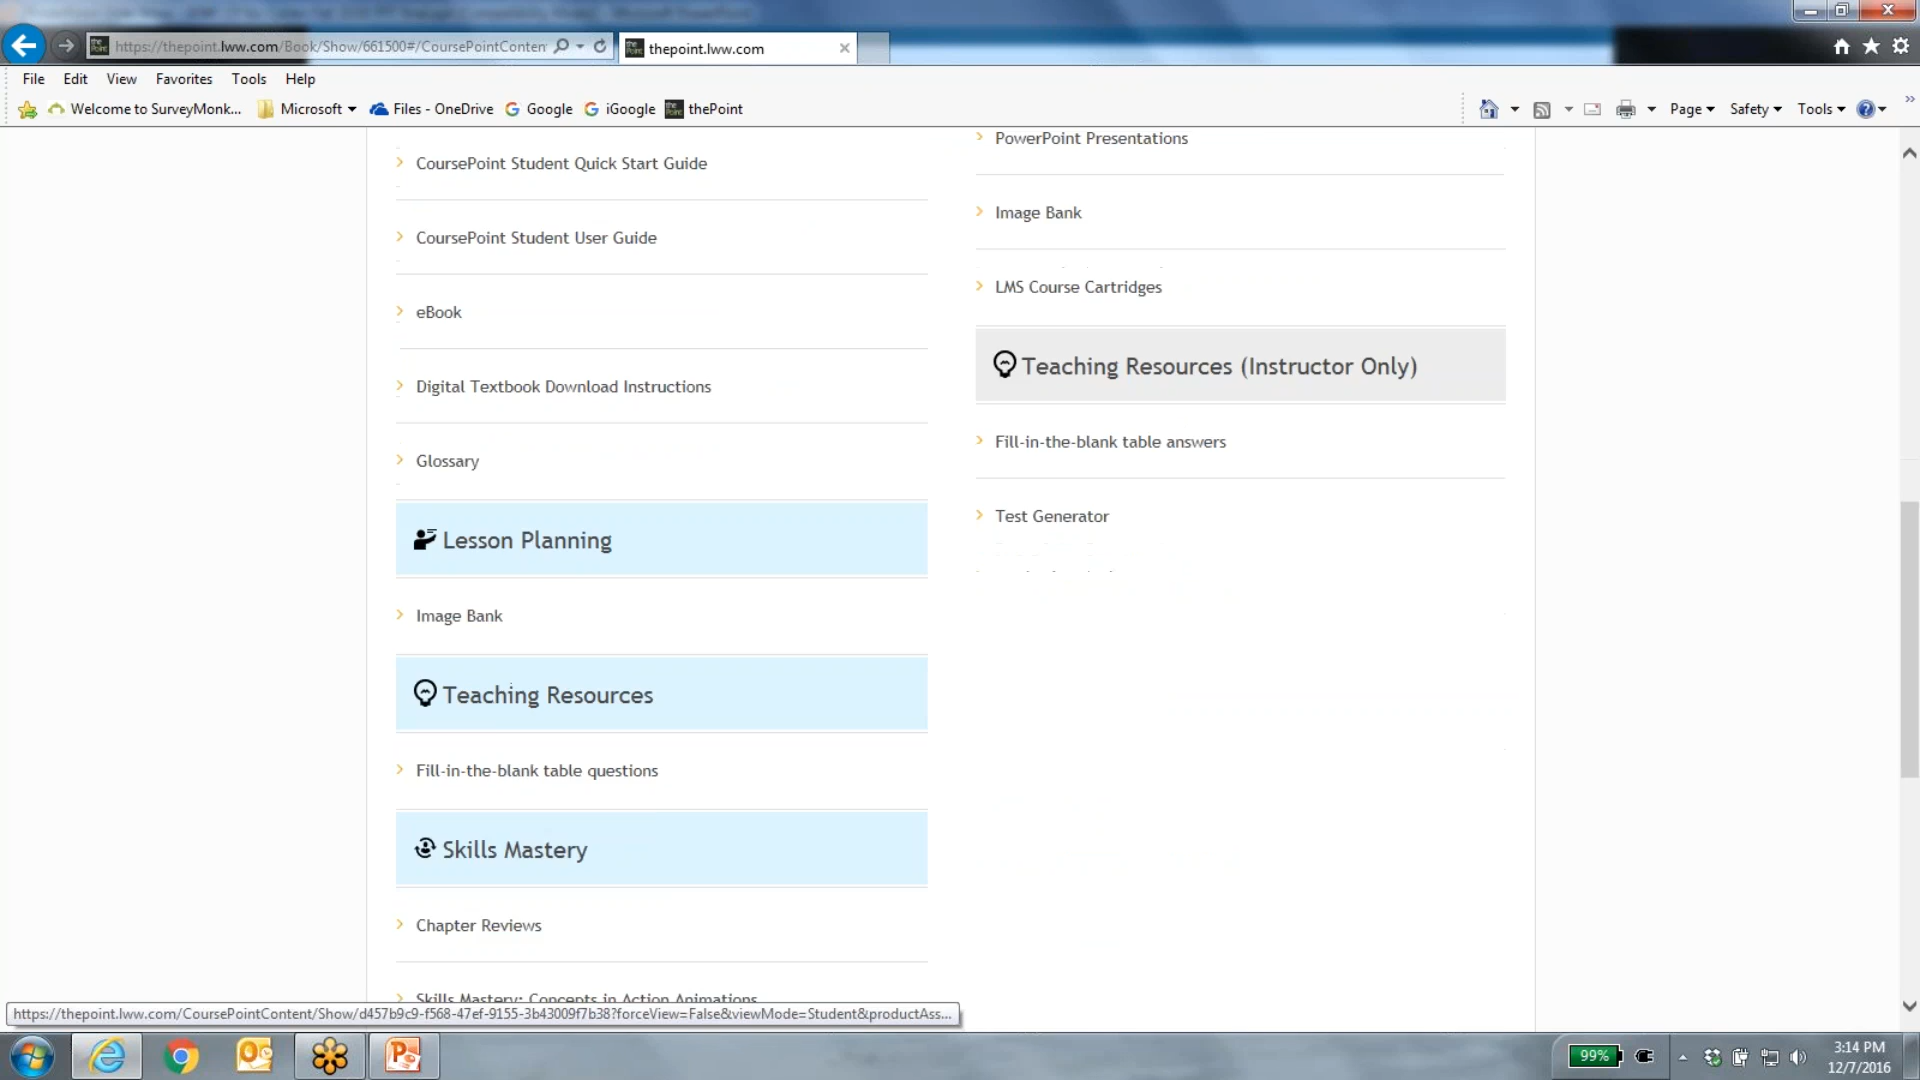 https://thepoint.lww.com/Book/Show/661500#/CoursePointConten
thepoint.lww.com
File Edit View Favorites Tools Help
Welcome to SurveyMonk... Microsoft Files - OneDrive Google iGoogle thePoint
Page Safety Tools
CoursePoint Student Quick Start Guide
CoursePoint Student User Guide
eBook
Digital Textbook Download Instructions
Glossary
Lesson Planning
Image Bank
Teaching Resources
Fill-in-the-blank table questions
Skills Mastery
Chapter Reviews
Skills Mastery: Concepts in Action Animations
PowerPoint Presentations
Image Bank
LMS Course Cartridges
Teaching Resources (Instructor Only)
Fill-in-the-blank table answers
Test Generator
https://thepoint.lww.com/CoursePointContent/Show/d457b9c9-f568-47ef-9155-3b43009f7b38?forceView=False&viewMode=Student&productAss...
99%
3:14 PM
12/7/2016